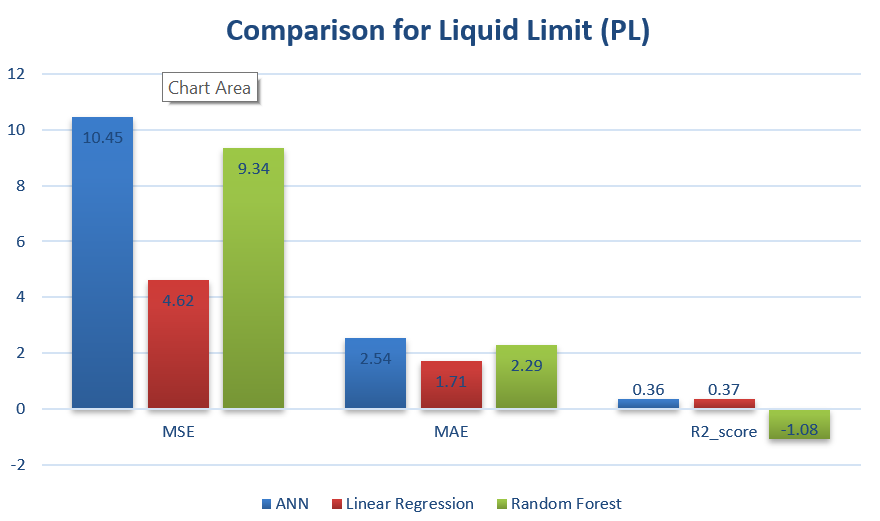 Comparison for Liquid Limit (PL)
12
Chart Area
10
10.45
9.34
8
6
4.62
4
2.54
1.71
2.29
2
0.36
0.37
0
-1.08
MSE
MAE
R2_score
-2
ANN Linear Regression Random Forest